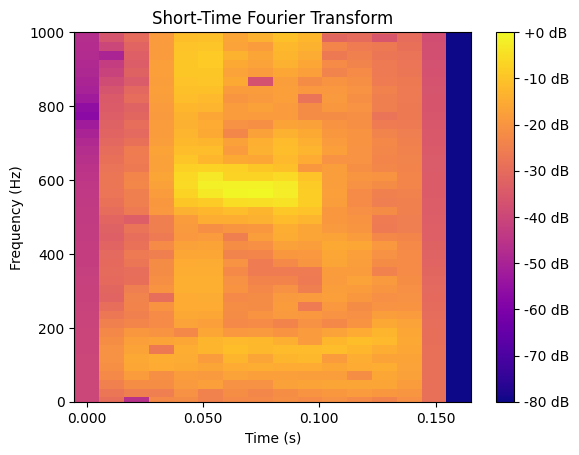 Short-Time Fourier Transform
1000
800
600
400
200
0
Frequency (Hz)
0.000
0.050
0.100
0.150
Time (s)
+0 dB
-10 dB
-20 dB
-30 dB
-40 dB
-50 dB
-60 dB
-70 dB
-80 dB